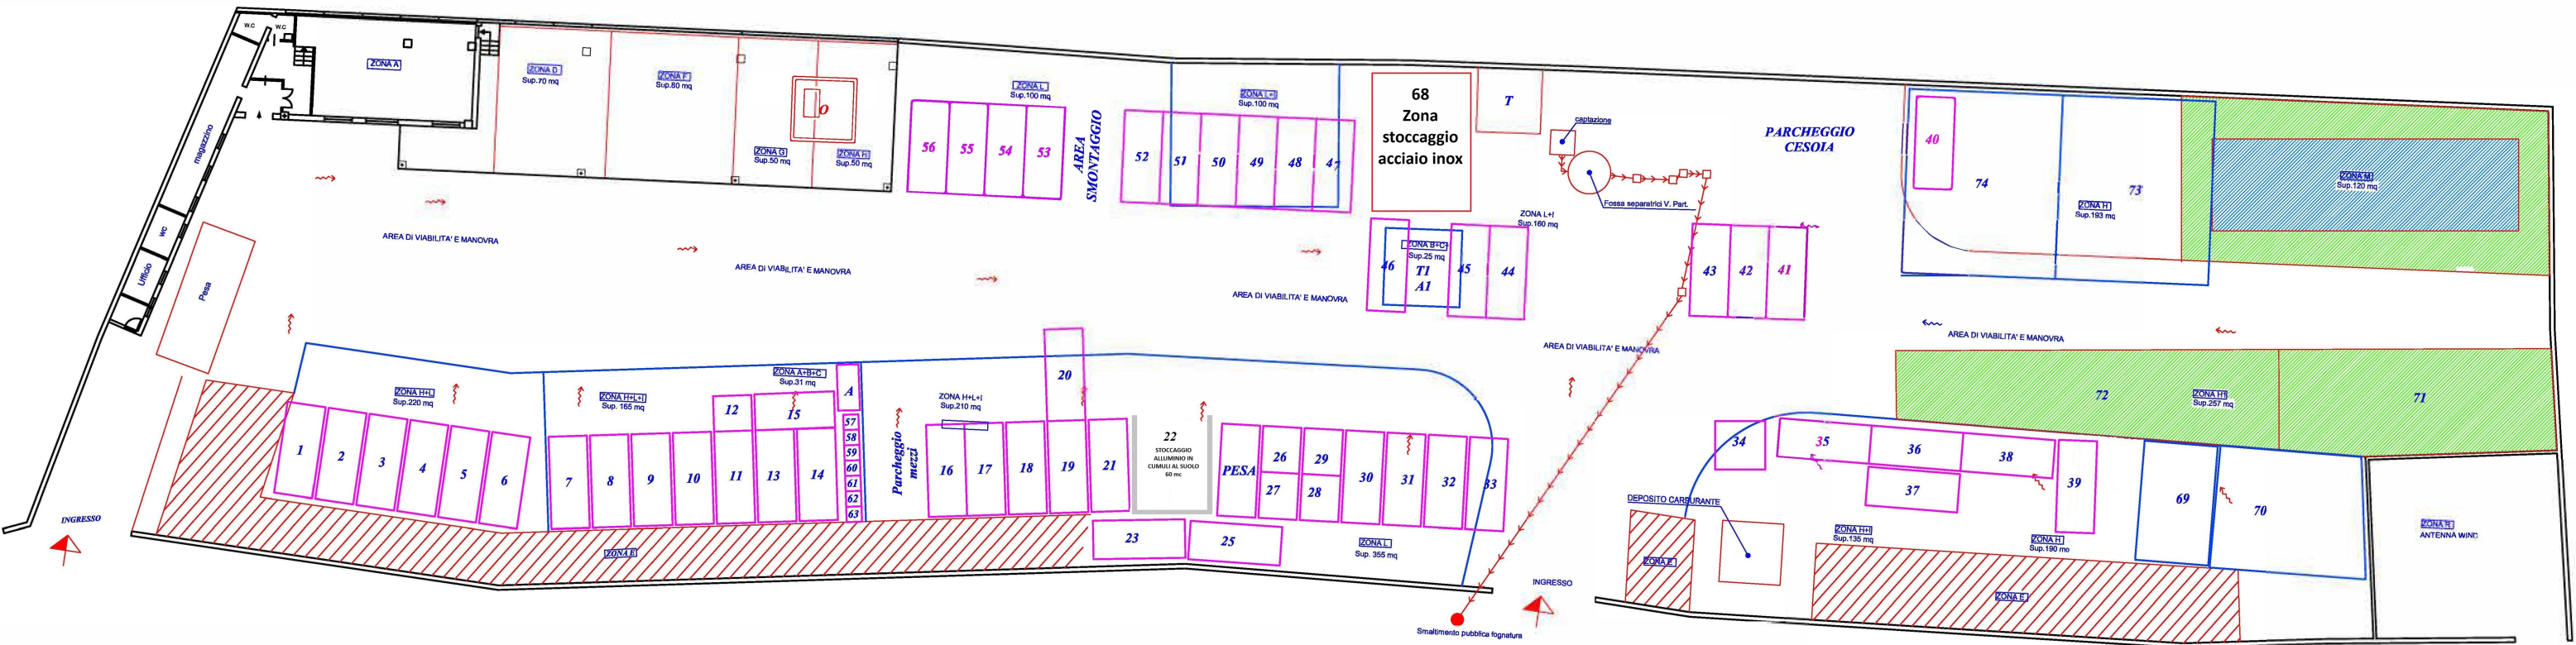 W.C
W.C
ZONA A
ZONA D
Sup.70 mq
ZONA F
Sup.80 mq
O
ZONA G
Sup.50 mq
ZONA H
Sup.50 mq
magazzino
WC
Ufficio
Pesa
ZONA L
Sup.100 mq
56
55
54
53
AREA
SMONTAGGIO
ZONA L+I
Sup.100 mq
52
51
50
49
48
47
68
Zona
stoccaggio
acciaio inox
T
captazione
Fossa separatrici V. Part.
PARCHEGGIO
CESOIA
40
74
73
ZONA H
Sup.193 mq
ZONA M
Sup.120 mq
ZONA L+I
Sup.160 mq
46
ZONA B+C+
Sup.25 mq
T1
A1
45
44
43
42
41
AREA DI VIABILITA' E MANOVRA
AREA DI VIABILITA' E MANOVRA
AREA DI VIABILITA' E MANOVRA
AREA DI VIABILITA' E MANOVRA
AREA DI VIABILITA' E MANOVRA
ZONA H+L
Sup.220 mq
1
2
3
4
5
6
ZONA H+L+I
Sup. 165 mq
ZONA A+B+C
Sup.31 mq
A
12
15
7
8
9
10
11
13
14
57
58
59
60
61
62
63
Parcheggio
mezzi
ZONA H+L+I
Sup.210 mq
20
16
17
18
19
21
22
STOCCAGGIO
ALLUMINIO IN
CUMULI AL SUOLO
60 mc
PESA
26
27
29
28
30
31
32
33
23
25
ZONA L
Sup. 355 mq
ZONA E
INGRESSO
INGRESSO
Smaltimento pubblica fognatura
34
35
36
38
37
39
DEPOSITO CARBURANTE
ZONA H+I
Sup.135 mq
ZONA H
Sup.190 mo
ZONA E
ZONA E
72
ZONA H1
Sup.257 mq
71
69
70
ZONA R
ANTENNA WIND